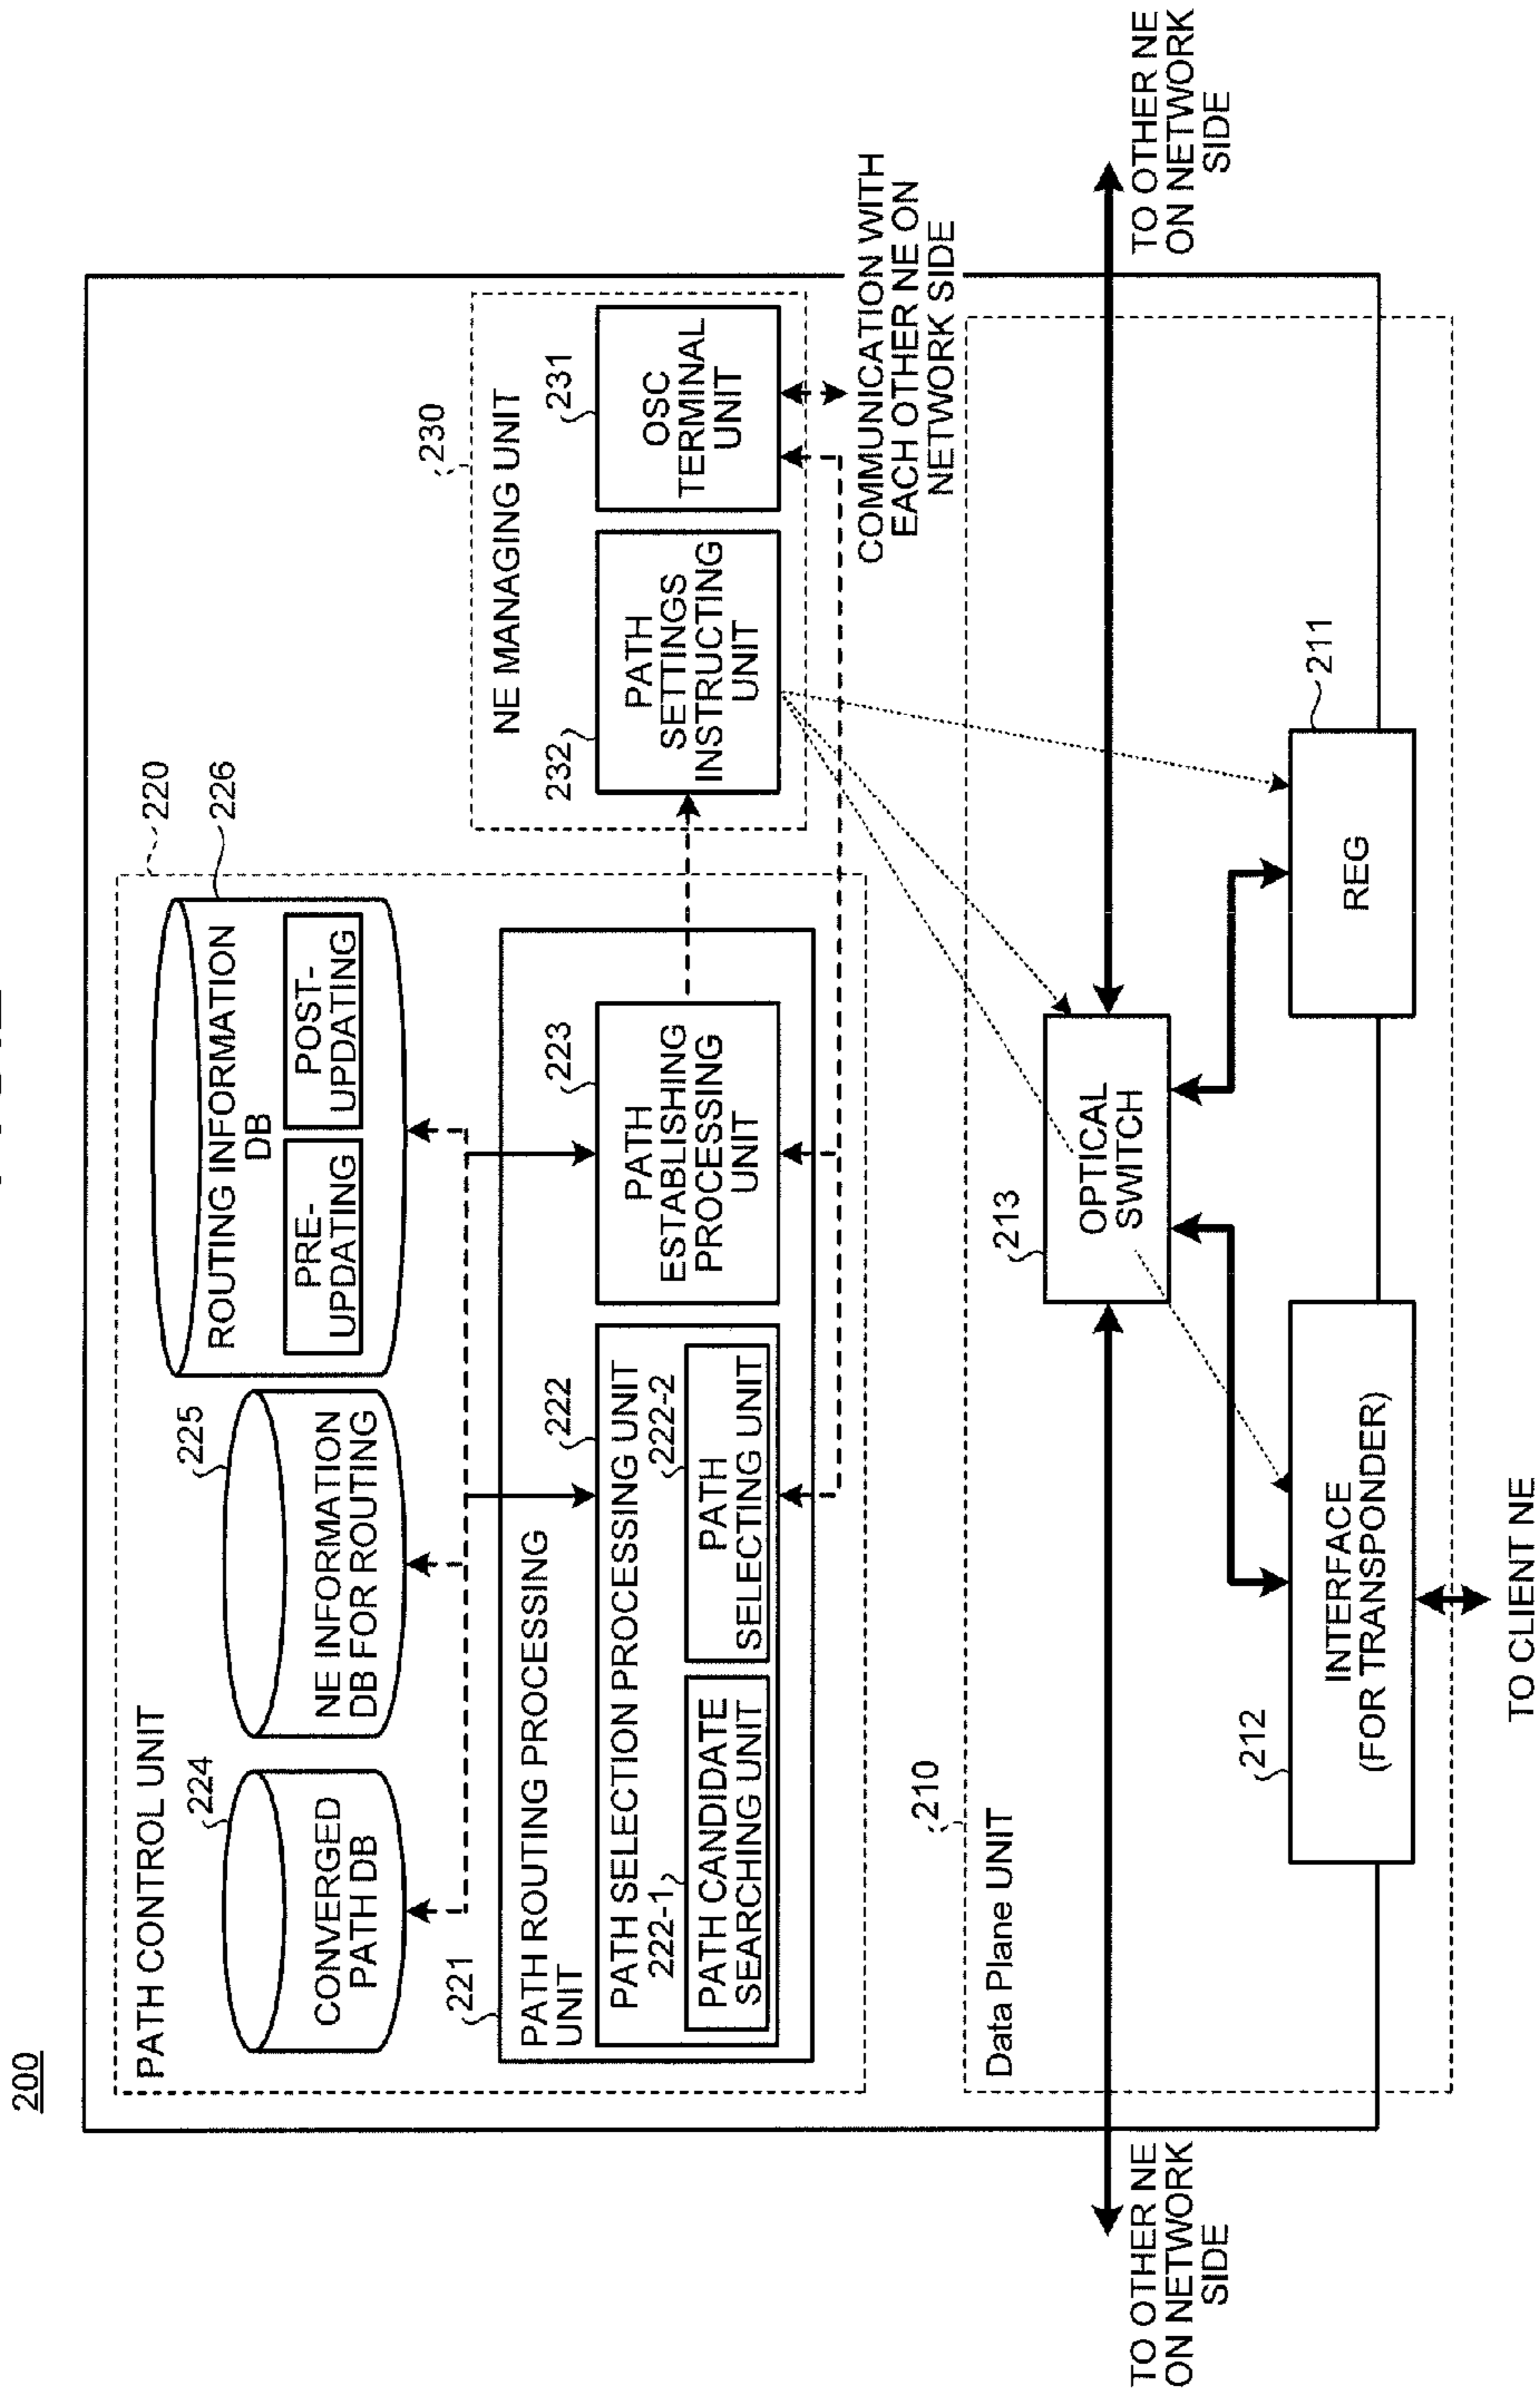 200
PATH CONTROL UNIT
220
224
CONVERGED
PATH DB
225
NE INFORMATION
DB FOR ROUTING
226
ROUTING INFORMATION
DB
PRE-
UPDATING
POST-
UPDATING
221
PATH ROUTING PROCESSING
UNIT
222
PATH SELECTION PROCESSING UNIT
222-1
PATH CANDIDATE
SEARCHING UNIT
222-2
PATH
SELECTING UNIT
223
PATH
ESTABLISHING
PROCESSING
UNIT
230
NE MANAGING UNIT
232
PATH
SETTINGS
INSTRUCTING
UNIT
231
OSC
TERMINAL
UNIT
COMMUNICATION WITH
EACH OTHER NE ON
NETWORK SIDE
210
Data Plane UNIT
213
OPTICAL
SWITCH
TO OTHER NE
ON NETWORK
SIDE
TO OTHER NE
ON NETWORK
SIDE
212
INTERFACE
(FOR TRANSPONDER)
211
REG
TO CLIENT NE